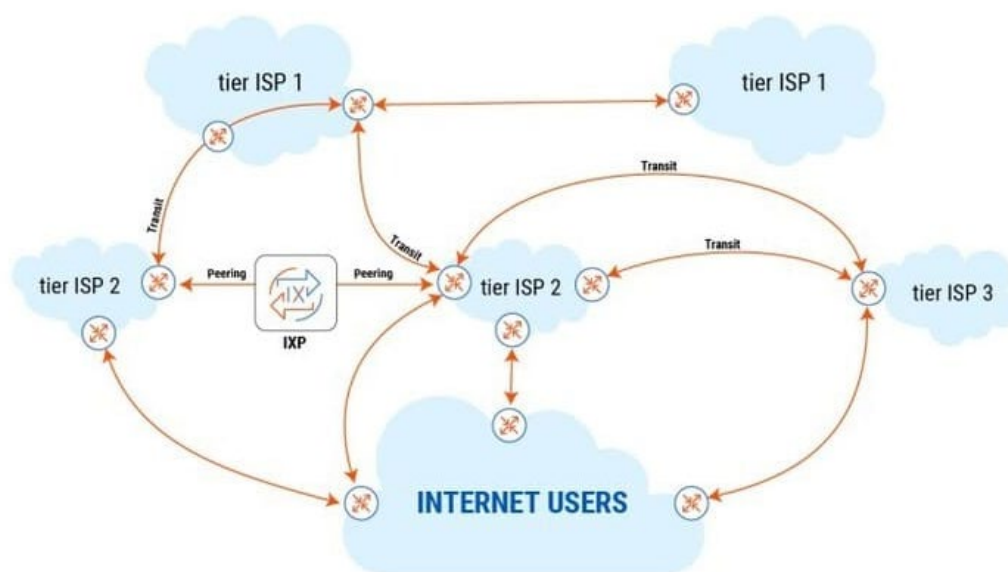 tier ISP 1
tier ISP 1
Transit
Transit
Transit
Transit
Peering
Peering
tier ISP 2
IXP
IXP
tier ISP 2
tier ISP 3
INTERNET USERS